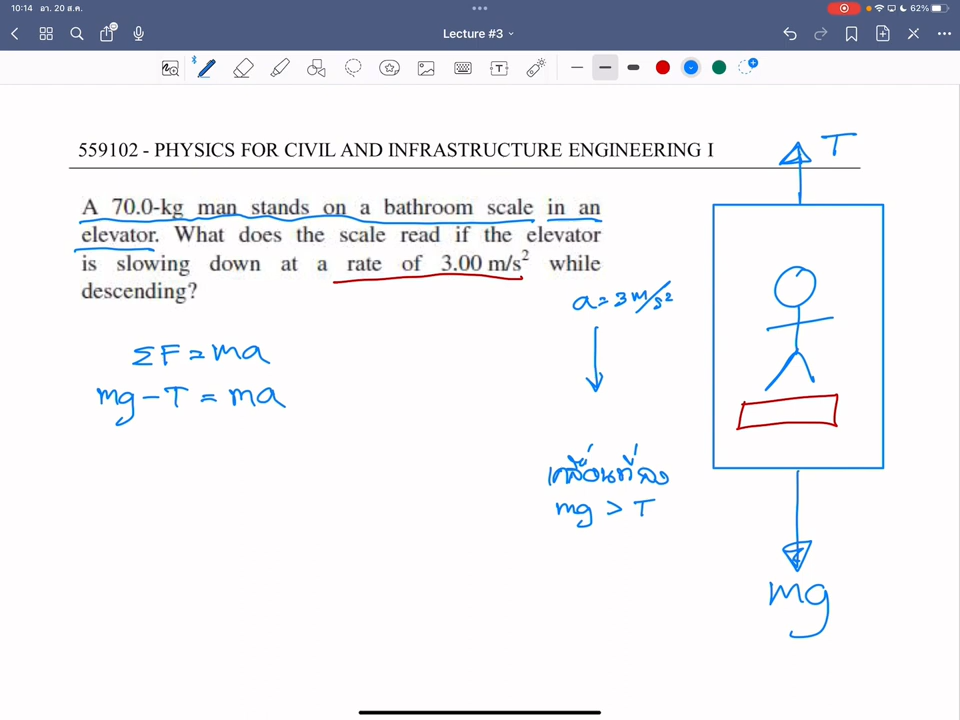 10:14 อา. 20 ส.ค.
62%
Lecture #3
559102 - PHYSICS FOR CIVIL AND INFRASTRUCTURE ENGINEERING I
A 70.0-kg man stands on a bathroom scale in an
elevator. What does the scale read if the elevator
is slowing down at a rate of 3.00 m/s² while
descending?
T
a = 3 m/s²
ΣF = ma
mg - T = ma
เคลื่อนที่ลง
mg > T
mg